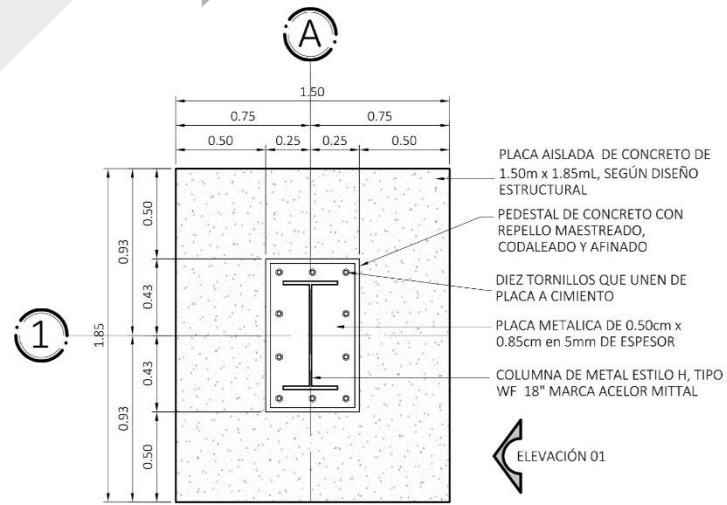 A
1.50
0.75 0.75
0.50 0.25 0.25 0.50
PLACA AISLADA DE CONCRETO DE
1.50m x 1.85mL, SEGÚN DISEÑO
ESTRUCTURAL
PEDESTAL DE CONCRETO CON
REPELLO MAESTREADO,
CODALEADO Y AFINADO
DIEZ TORNILLOS QUE UNEN DE
PLACA A CIMIENTO
PLACA METALICA DE 0.50cm x
0.85cm en 5mm DE ESPESOR
COLUMNA DE METAL ESTILO H, TIPO
WF 18" MARCA ACELOR MITTAL
ELEVACIÓN 01
1
1.85
0.93
0.93
0.50
0.43
0.43
0.50